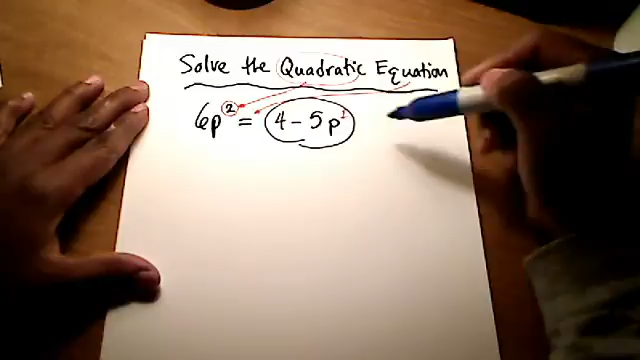 Solve the Quadratic Equation
6p² = 4 - 5p¹